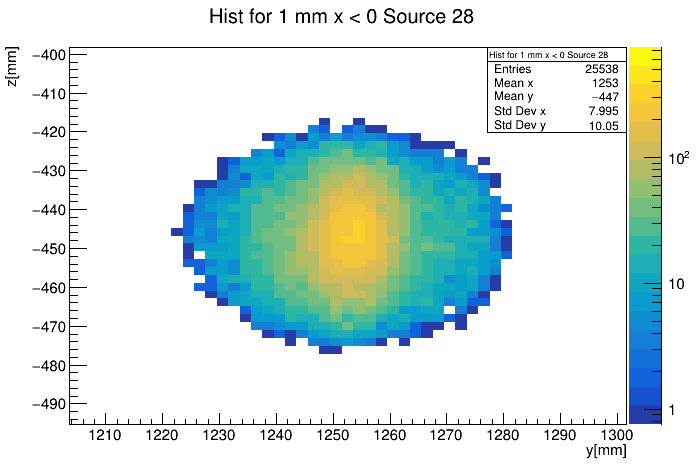 Hist for 1 mm x < 0 Source 28
z[mm]
Hist for 1 mm x < 0 Source 28
Entries 25538
Mean x 1253
Mean y −447
Std Dev x 7.995
Std Dev y 10.05
−400
−410
−420
−430
−440
−450
−460
−470
−480
−490
10²
10
1
1210 1220 1230 1240 1250 1260 1270 1280 1290 1300
y[mm]